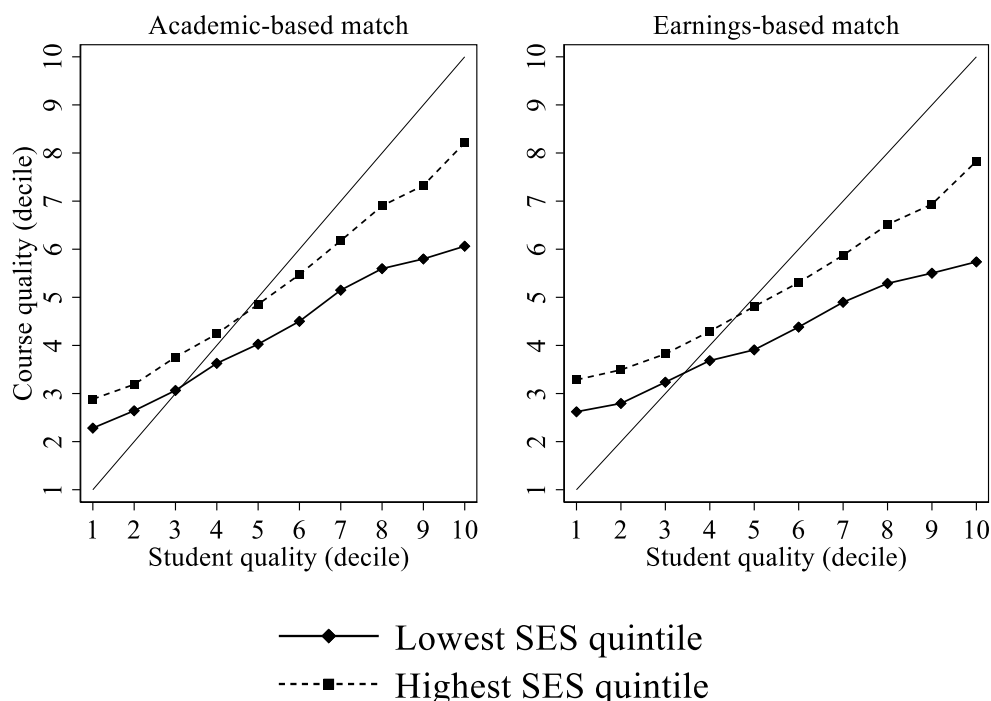 Academic-based match
Earnings-based match
Course quality (decile)
10
9
8
7
6
5
4
3
2
1
1 2 3 4 5 6 7 8 9 10
Student quality (decile)
10
9
8
7
6
5
4
3
2
1
1 2 3 4 5 6 7 8 9 10
Student quality (decile)
Lowest SES quintile
Highest SES quintile